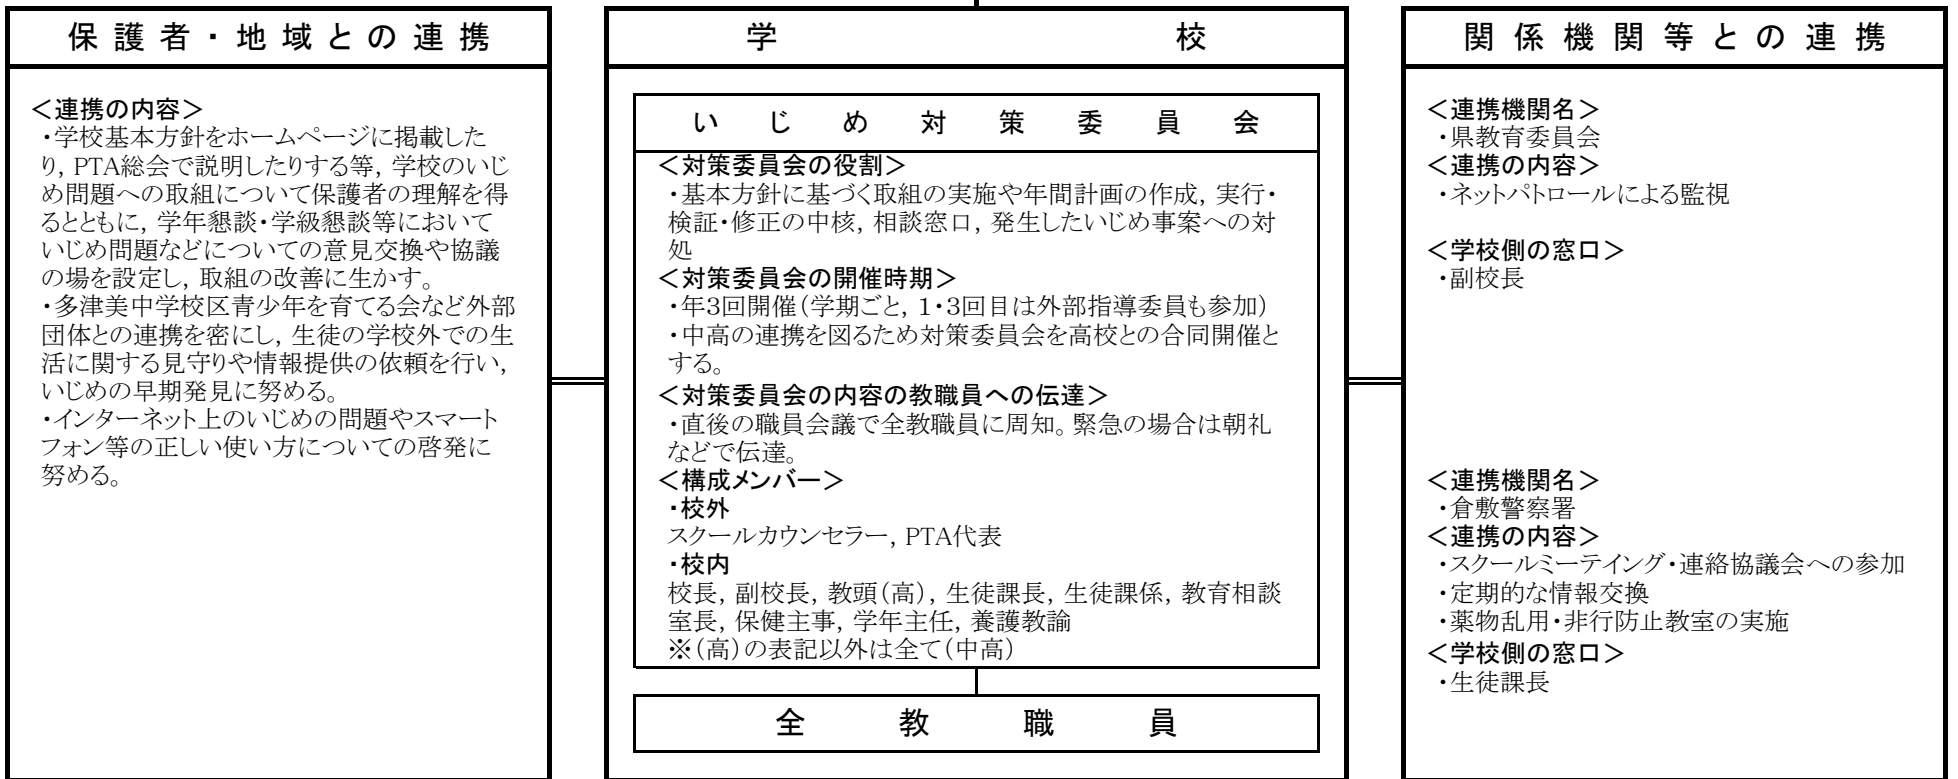 保護者・地域との連携
＜連携の内容＞
・学校基本方針をホームページに掲載した
り，PTA総会で説明したりする等，学校のいじ
め問題への取組について保護者の理解を得
るとともに，学年懇談・学級懇談等において
いじめ問題などについての意見交換や協議
の場を設定し，取組の改善に生かす。
・多津美中学校区青少年を育てる会など外部
団体との連携を密にし，生徒の学校外での生
活に関する見守りや情報提供の依頼を行い，
いじめの早期発見に努める。
・インターネット上のいじめの問題やスマート
フォン等の正しい使い方についての啓発に
努める。
学校
いじめ対策委員会
＜対策委員会の役割＞
・基本方針に基づく取組の実施や年間計画の作成，実行・
検証・修正の中核，相談窓口，発生したいじめ事案への対
処
＜対策委員会の開催時期＞
・年3回開催（学期ごと，1・3回目は外部指導委員も参加）
・中高の連携を図るため対策委員会を高校との合同開催と
する。
＜対策委員会の内容の教職員への伝達＞
・直後の職員会議で全教職員に周知。緊急の場合は朝礼
などで伝達。
＜構成メンバー＞
・校外
スクールカウンセラー，PTA代表
・校内
校長，副校長，教頭（高），生徒課長，生徒課係，教育相談
室長，保健主事，学年主任，養護教諭
※（高）の表記以外は全て（中高）
全教職員
関係機関等との連携
＜連携機関名＞
・県教育委員会
＜連携の内容＞
・ネットパトロールによる監視
＜学校側の窓口＞
・副校長
＜連携機関名＞
・倉敷警察署
＜連携の内容＞
・スクールミーテイング・連絡協議会への参加
・定期的な情報交換
・薬物乱用・非行防止教室の実施
＜学校側の窓口＞
・生徒課長